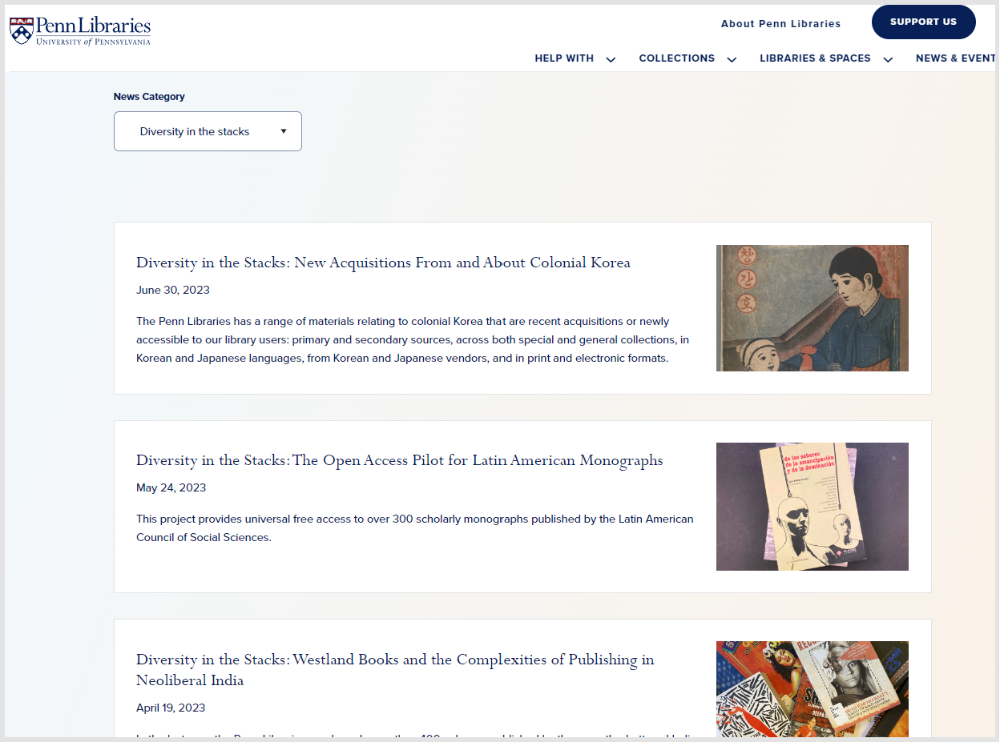 Penn Libraries
UNIVERSITY of PENNSYLVANIA
About Penn Libraries
SUPPORT US
HELP WITH
COLLECTIONS
LIBRARIES & SPACES
NEWS & EVENT
News Category
Diversity in the stacks
Diversity in the Stacks: New Acquisitions From and About Colonial Korea
June 30, 2023
The Penn Libraries has a range of materials relating to colonial Korea that are recent acquisitions or newly
accessible to our library users: primary and secondary sources, across both special and general collections, in
Korean and Japanese languages, from Korean and Japanese vendors, and in print and electronic formats.
창
간
호
Diversity in the Stacks: The Open Access Pilot for Latin American Monographs
May 24, 2023
This project provides universal free access to over 300 scholarly monographs published by the Latin American
Council of Social Sciences.
de los saberes
de la emancipación
y de la dominación
Diversity in the Stacks: Westland Books and the Complexities of Publishing in
Neoliberal India
April 19, 2023